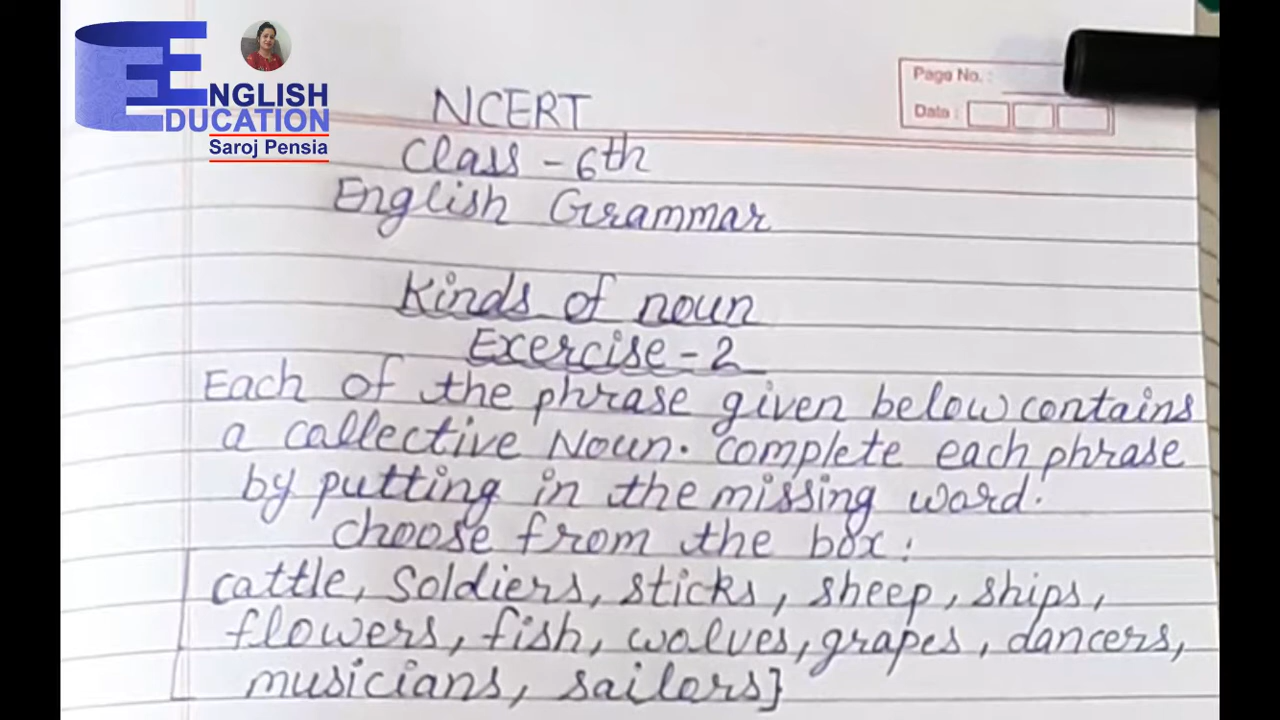 ENGLISH
EDUCATION
Saroj Pensia
Page No. :
Date :
NCERT
Class - 6th
English Grammar
Kinds of noun
Exercise - 2
Each of the phrase given below contains
a collective Noun. Complete each phrase
by putting in the missing word.
choose from the box :
[cattle, soldiers, sticks, sheep, ships,
flowers, fish, wolves, grapes, dancers,
musicians, sailors}